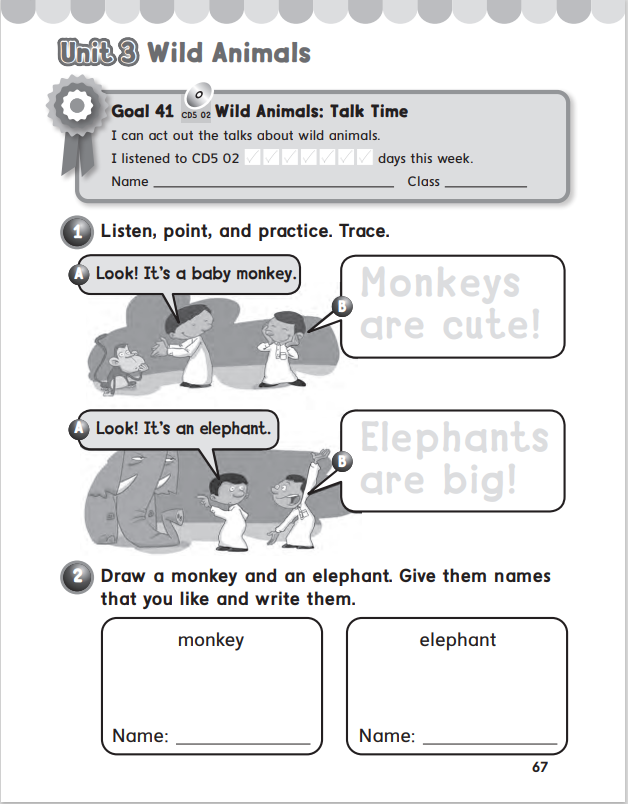 Unit 3 Wild Animals
Goal 41 CD5 02 Wild Animals: Talk Time
I can act out the talks about wild animals.
I listened to CD5 02 days this week.
Name Class
1 Listen, point, and practice. Trace.
A Look! It's a baby monkey.
B Monkeys
are cute!
A Look! It's an elephant.
B Elephants
are big!
2 Draw a monkey and an elephant. Give them names
that you like and write them.
monkey
Name:
elephant
Name:
67